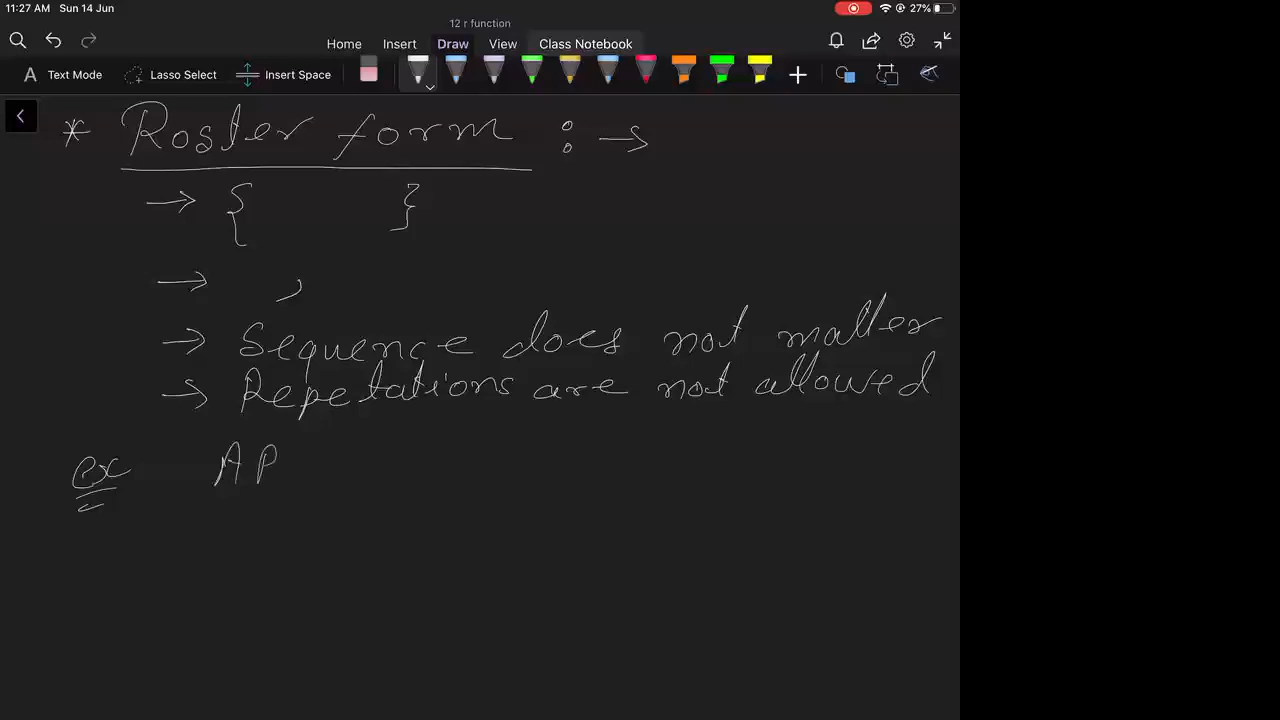 11:27 AM Sun 14 Jun
27%
12 r function
Home Insert Draw View Class Notebook
A Text Mode Lasso Select Insert Space
* Roster form : →
→ { }
→ ,
→ Sequence does not matter
→ Repetations are not allowed
ex AP